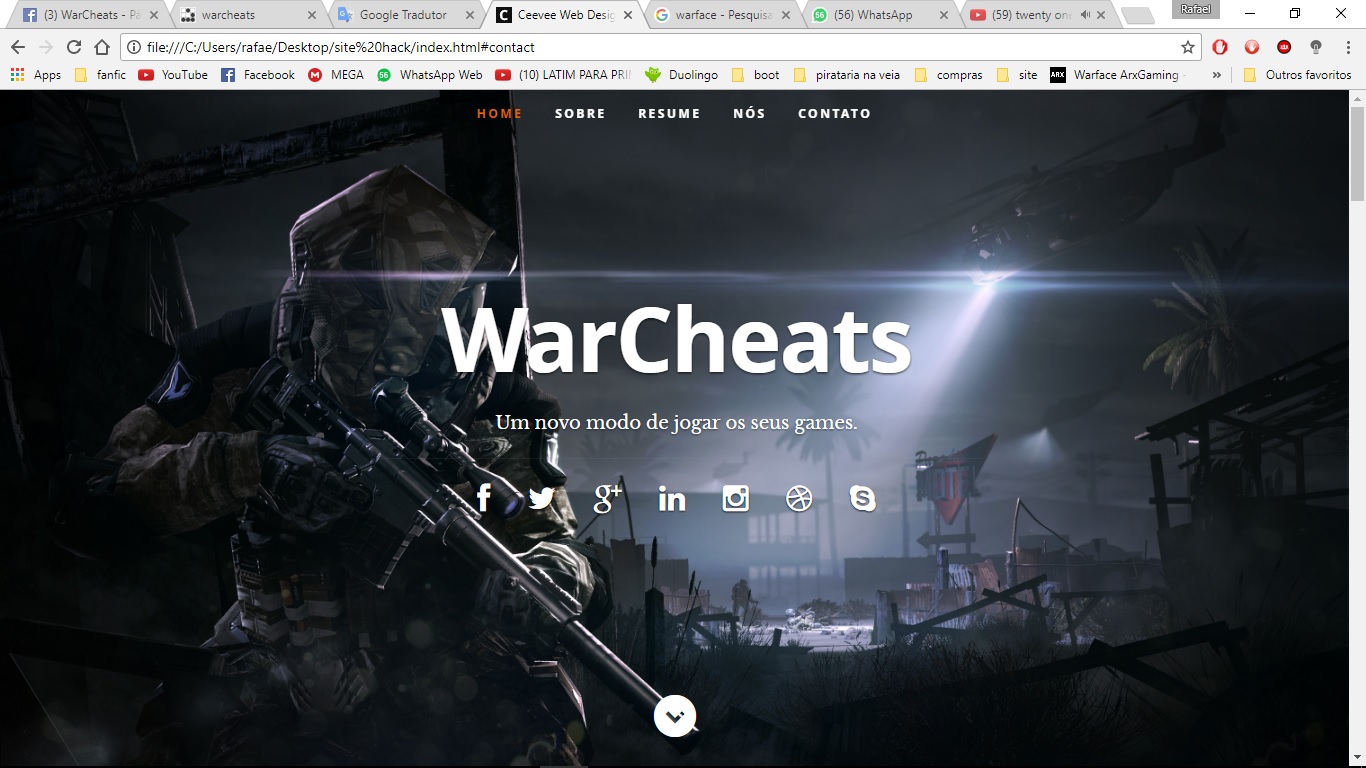 Rafael
(3) WarCheats - Pá
warcheats
Google Tradutor
Ceevee Web Desig
warface - Pesquisa
(56) WhatsApp
(59) twenty one
file:///C:/Users/rafae/Desktop/site%20hack/index.html#contact
Apps
fanfic
YouTube
Facebook
MEGA
56
WhatsApp Web
(10) LATIM PARA PRI
Duolingo
boot
pirataria na veia
compras
site
ARX
Warface ArxGaming -
»
Outros favoritos
HOME SOBRE RESUME NÓS CONTATO
WarCheats
Um novo modo de jogar os seus games.